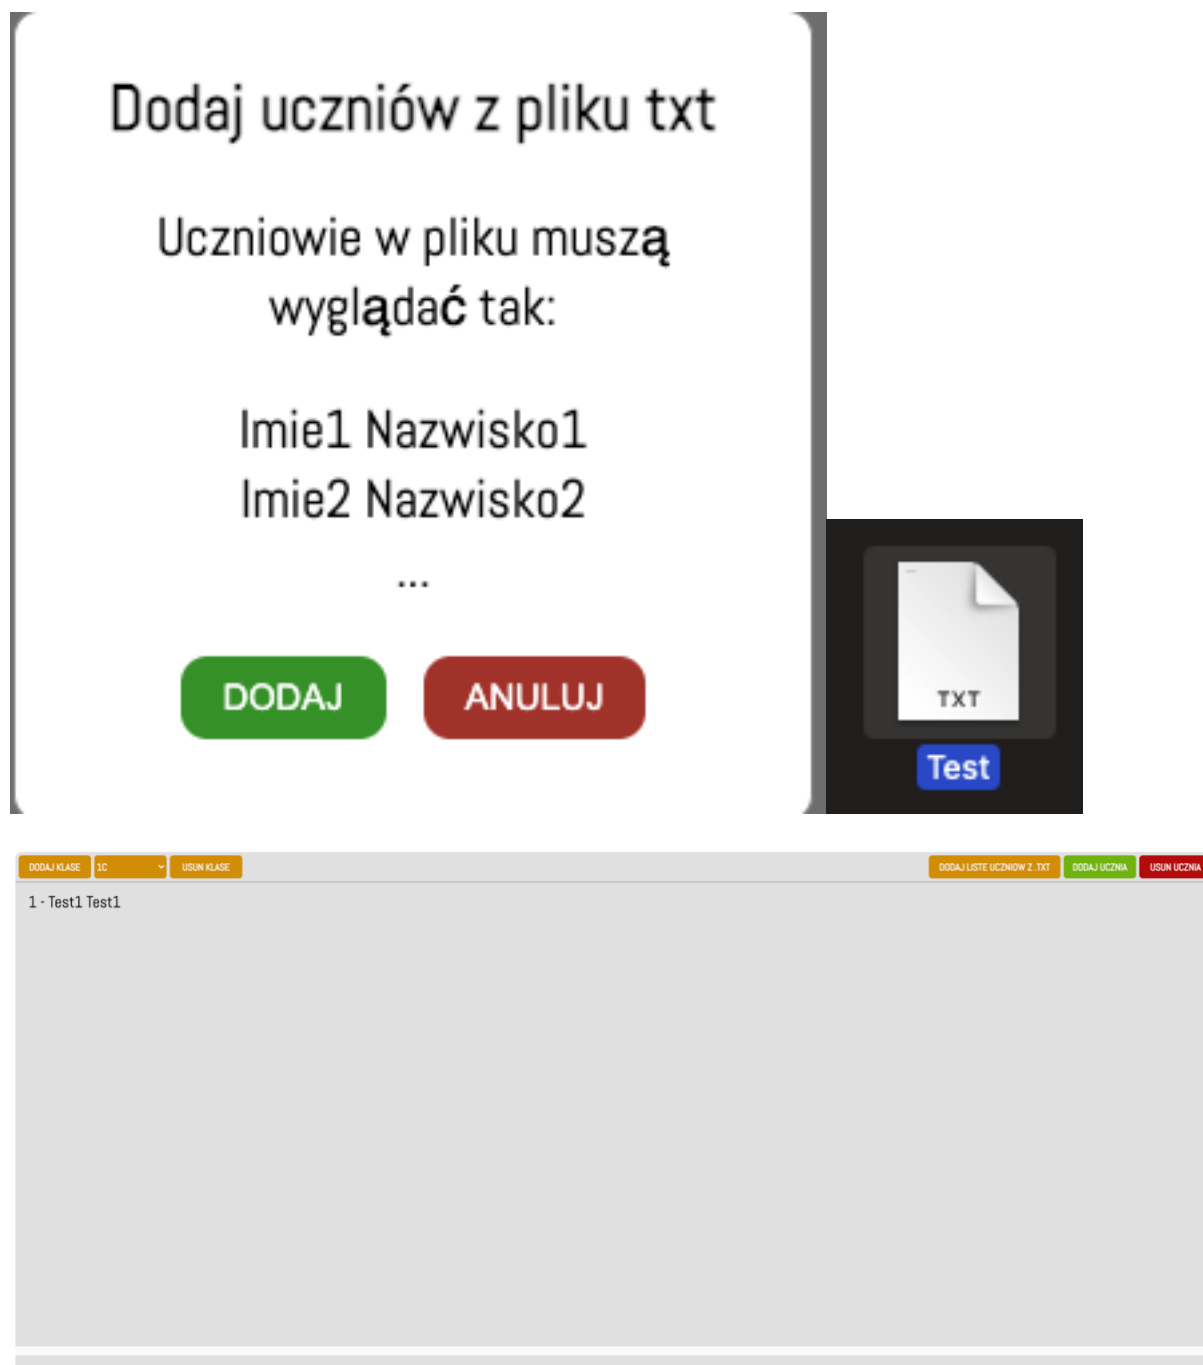 Dodaj uczniów z pliku txt
Uczniowie w pliku muszą
wyglądać tak:
Imie1 Nazwisko1
Imie2 Nazwisko2
...
DODAJ ANULUJ
TXT
Test
DODAJ KLASE 1C USUN KLASE DODAJ LISTE UCZNIOW Z .TXT DODAJ UCZNIA USUN UCZNIA
1 - Test1 Test1